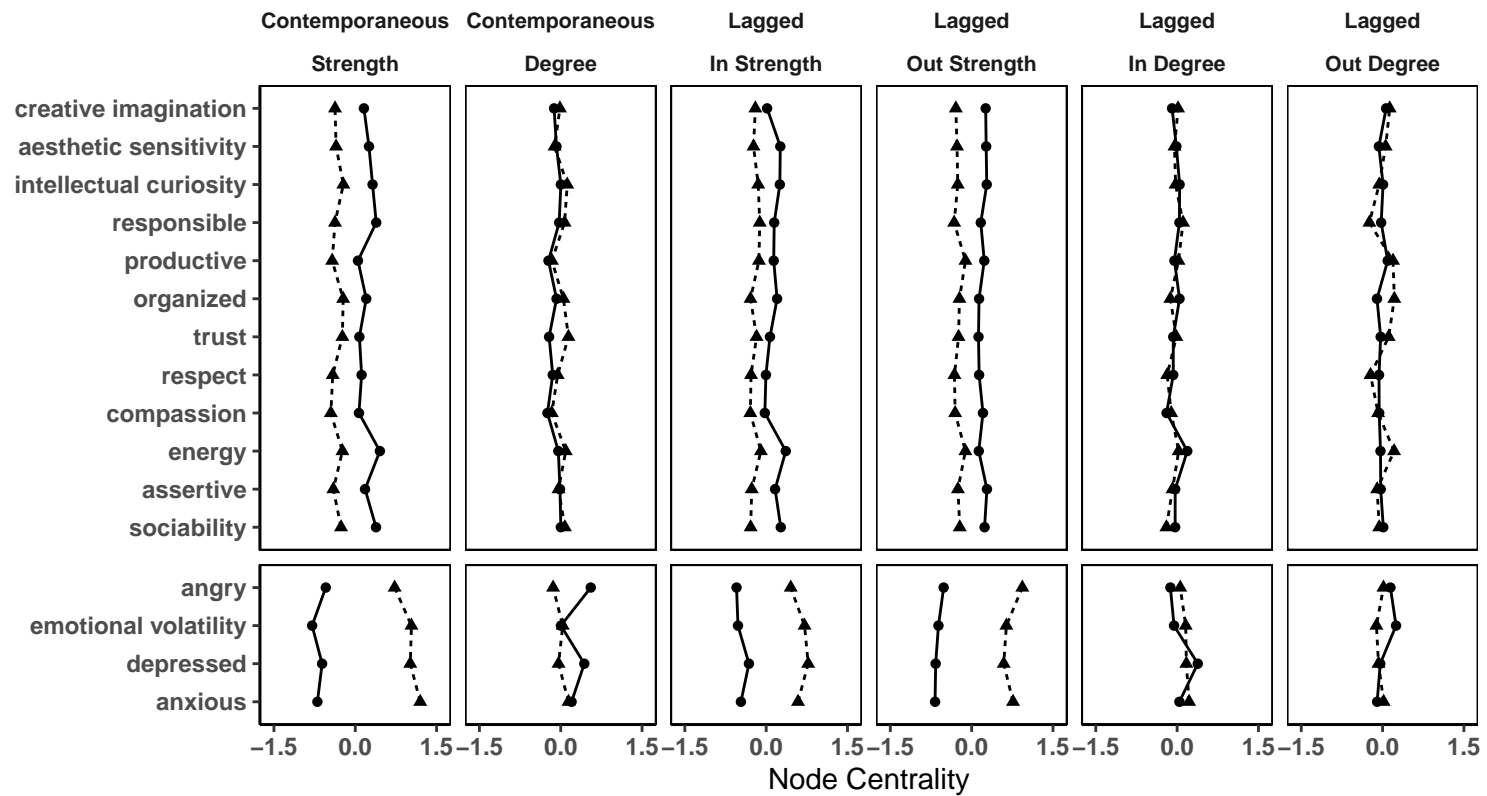 Contemporaneous Contemporaneous Lagged Lagged Lagged Lagged
Strength Degree In Strength Out Strength In Degree Out Degree
creative imagination
aesthetic sensitivity
intellectual curiosity
responsible
productive
organized
trust
respect
compassion
energy
assertive
sociability
angry
emotional volatility
depressed
anxious
−1.5 0.0 1.5 −1.5 0.0 1.5 −1.5 0.0 1.5 −1.5 0.0 1.5 −1.5 0.0 1.5 −1.5 0.0 1.5
Node Centrality